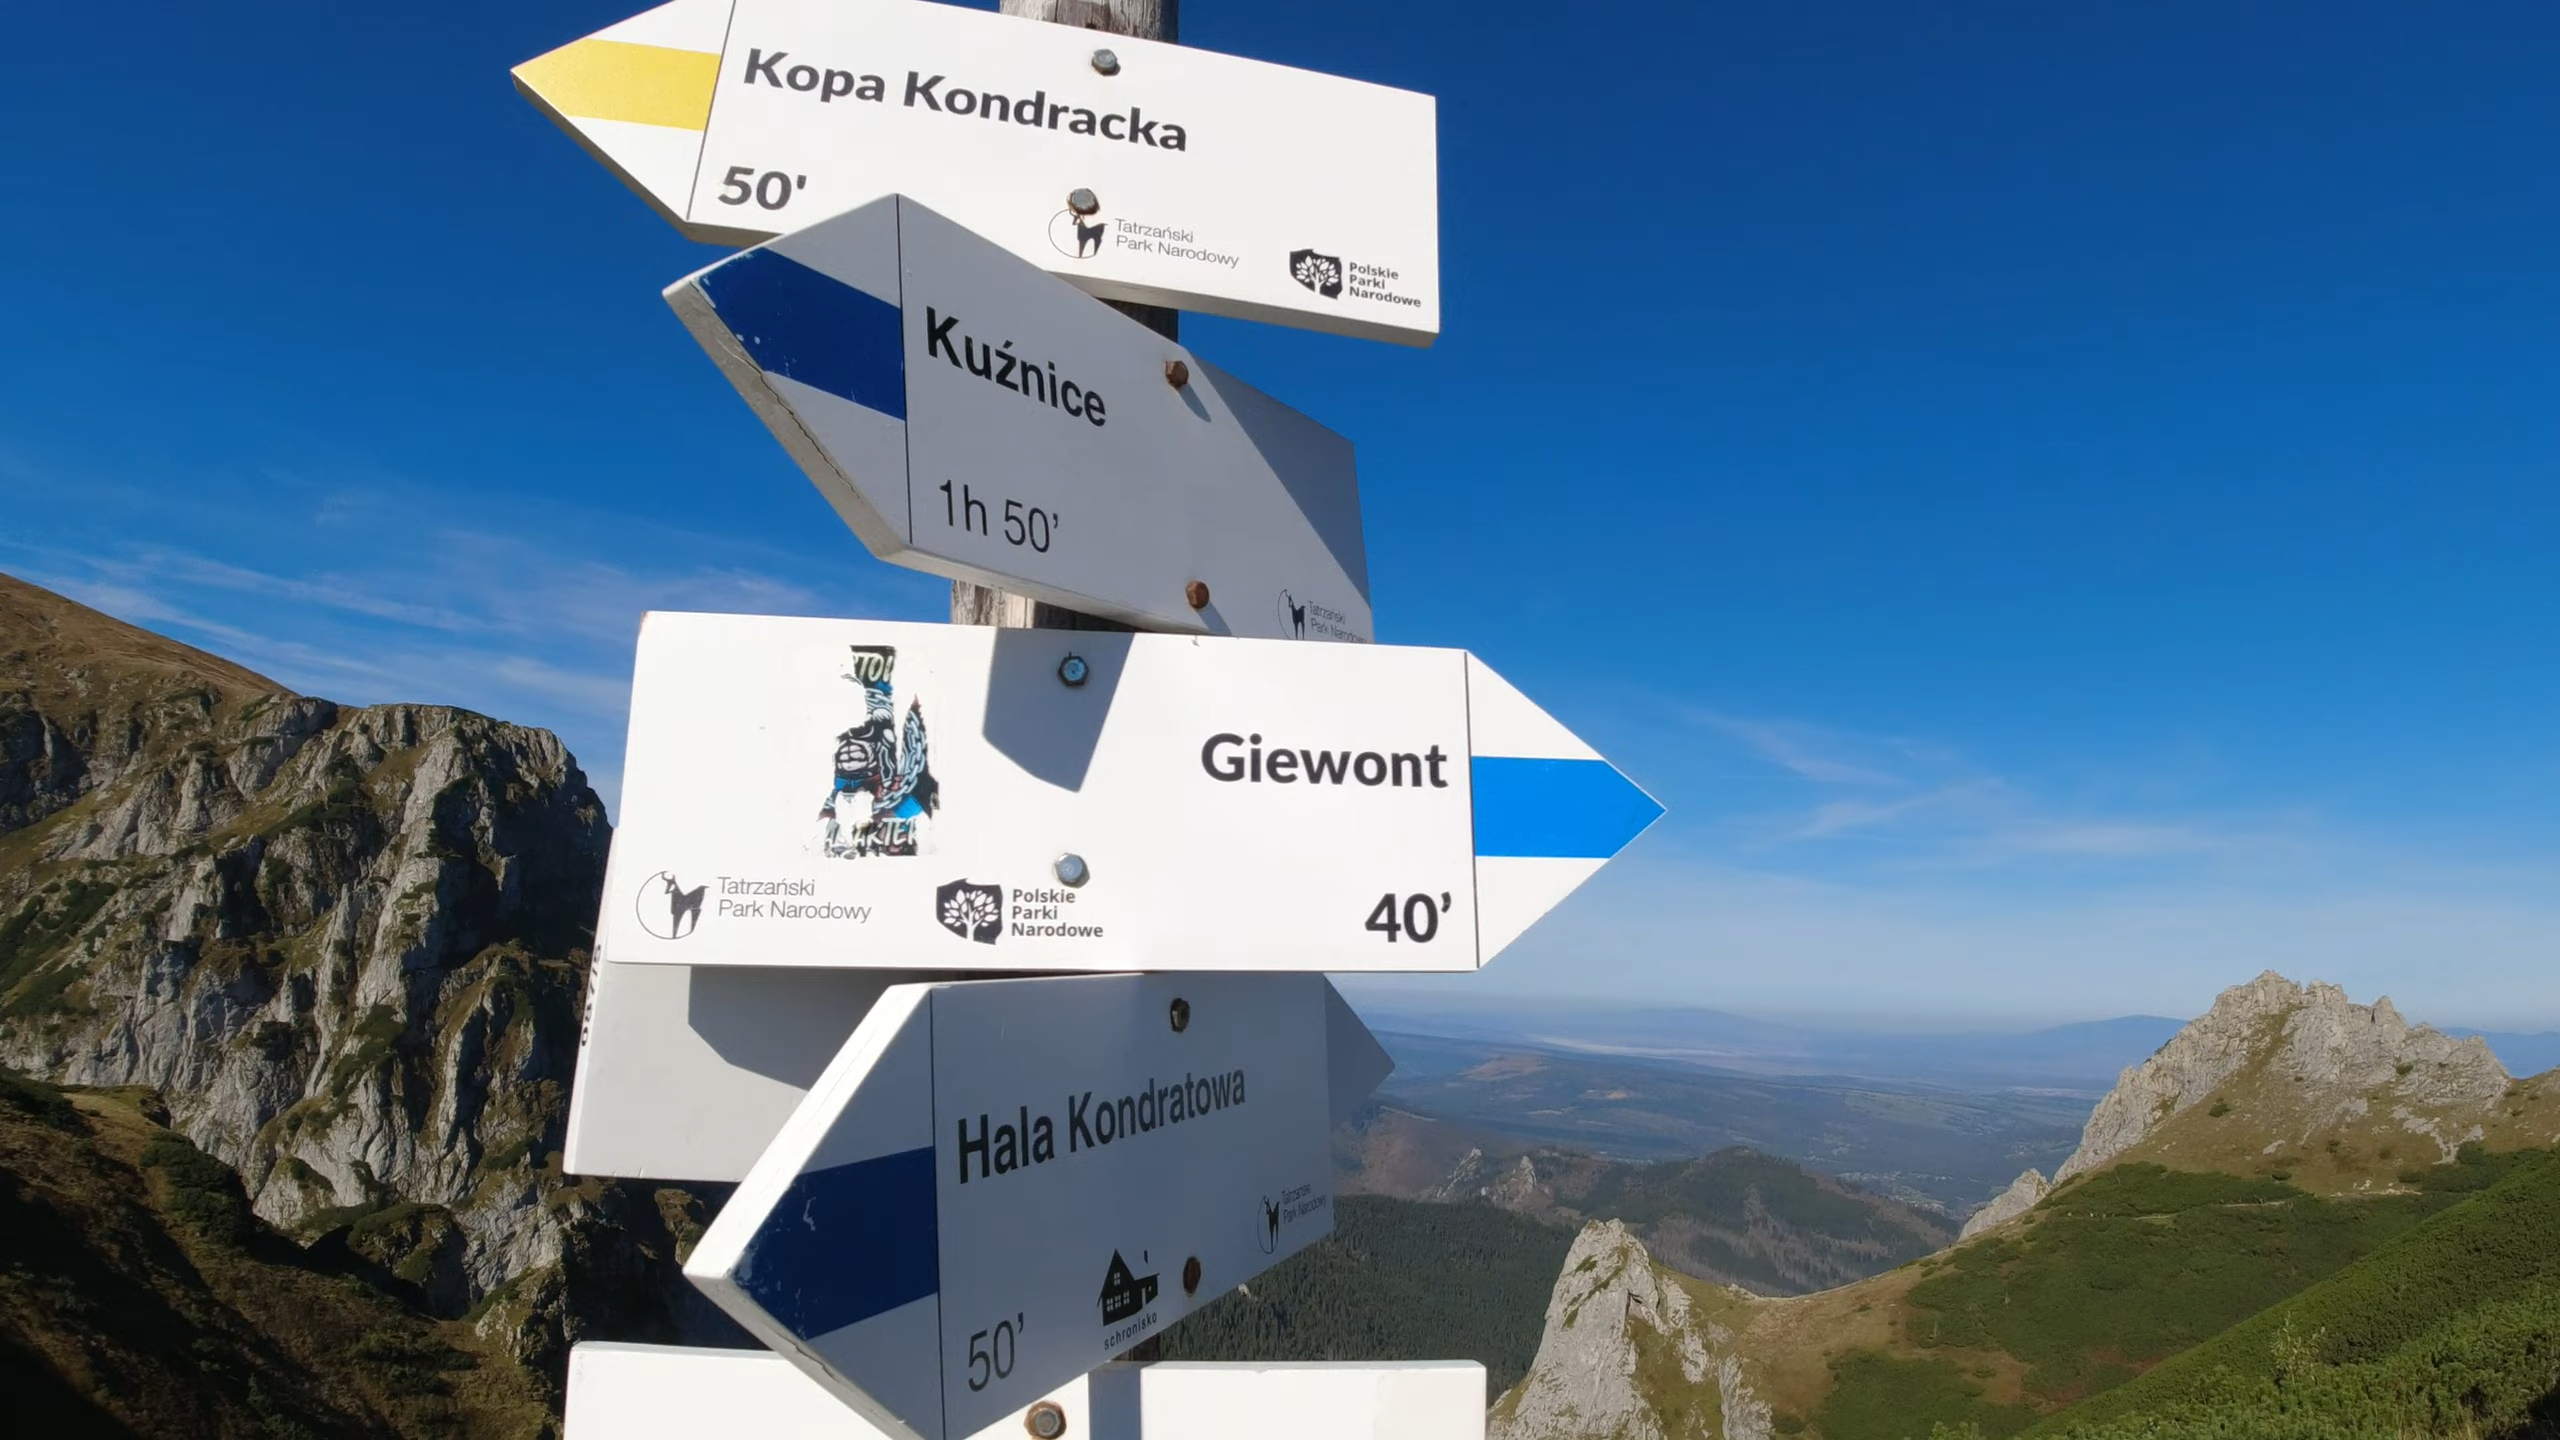 Kopa Kondracka
50'
Tatrzański
Park Narodowy
Polskie
Parki
Narodowe
Kuźnice
1h 50'
Tatrzański
Park Narodowy
Giewont
40'
Tatrzański
Park Narodowy
Polskie
Parki
Narodowe
Hala Kondratowa
50'
schronisko
Tatrzański
Park Narodowy